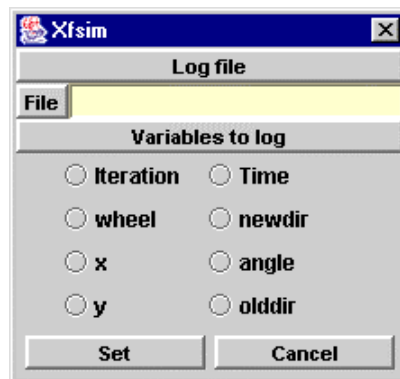 Xfsim
Log file
File
Variables to log
Iteration Time
wheel newdir
x angle
y olddir
Set Cancel